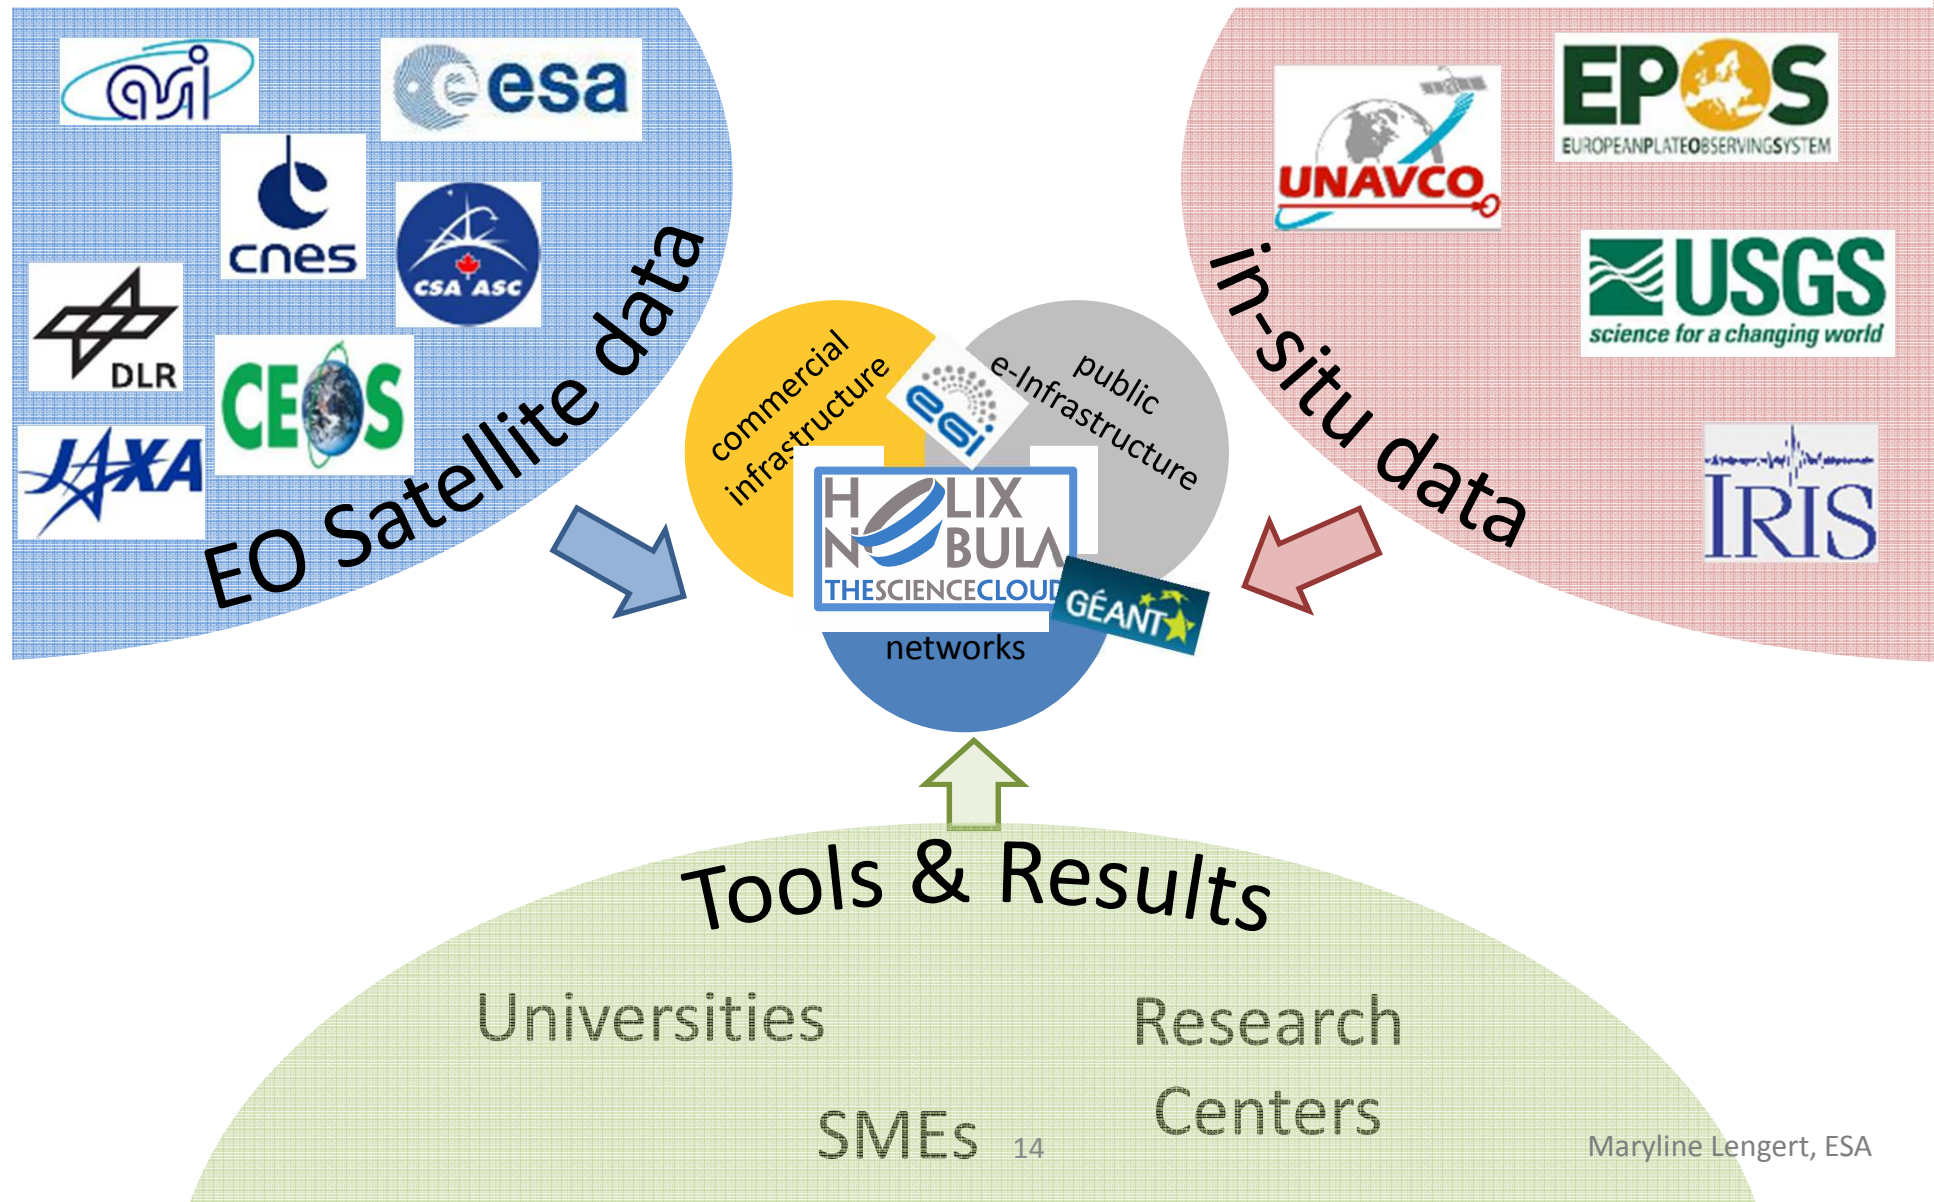 asi
esa
cnes
CSA ASC
DLR
CEOS
JAXA
EO Satellite data
UNAVCO
EPOS
EUROPEANPLATEOBSERVINGSYSTEM
USGS
science for a changing world
IRIS
in-situ data
commercial
infrastructure
egi
public
e-Infrastructure
HELIX
NEBULA
THESCIENCECLOUD
GÉANT
networks
Tools & Results
Universities
Research
Centers
SMEs
14
Maryline Lengert, ESA